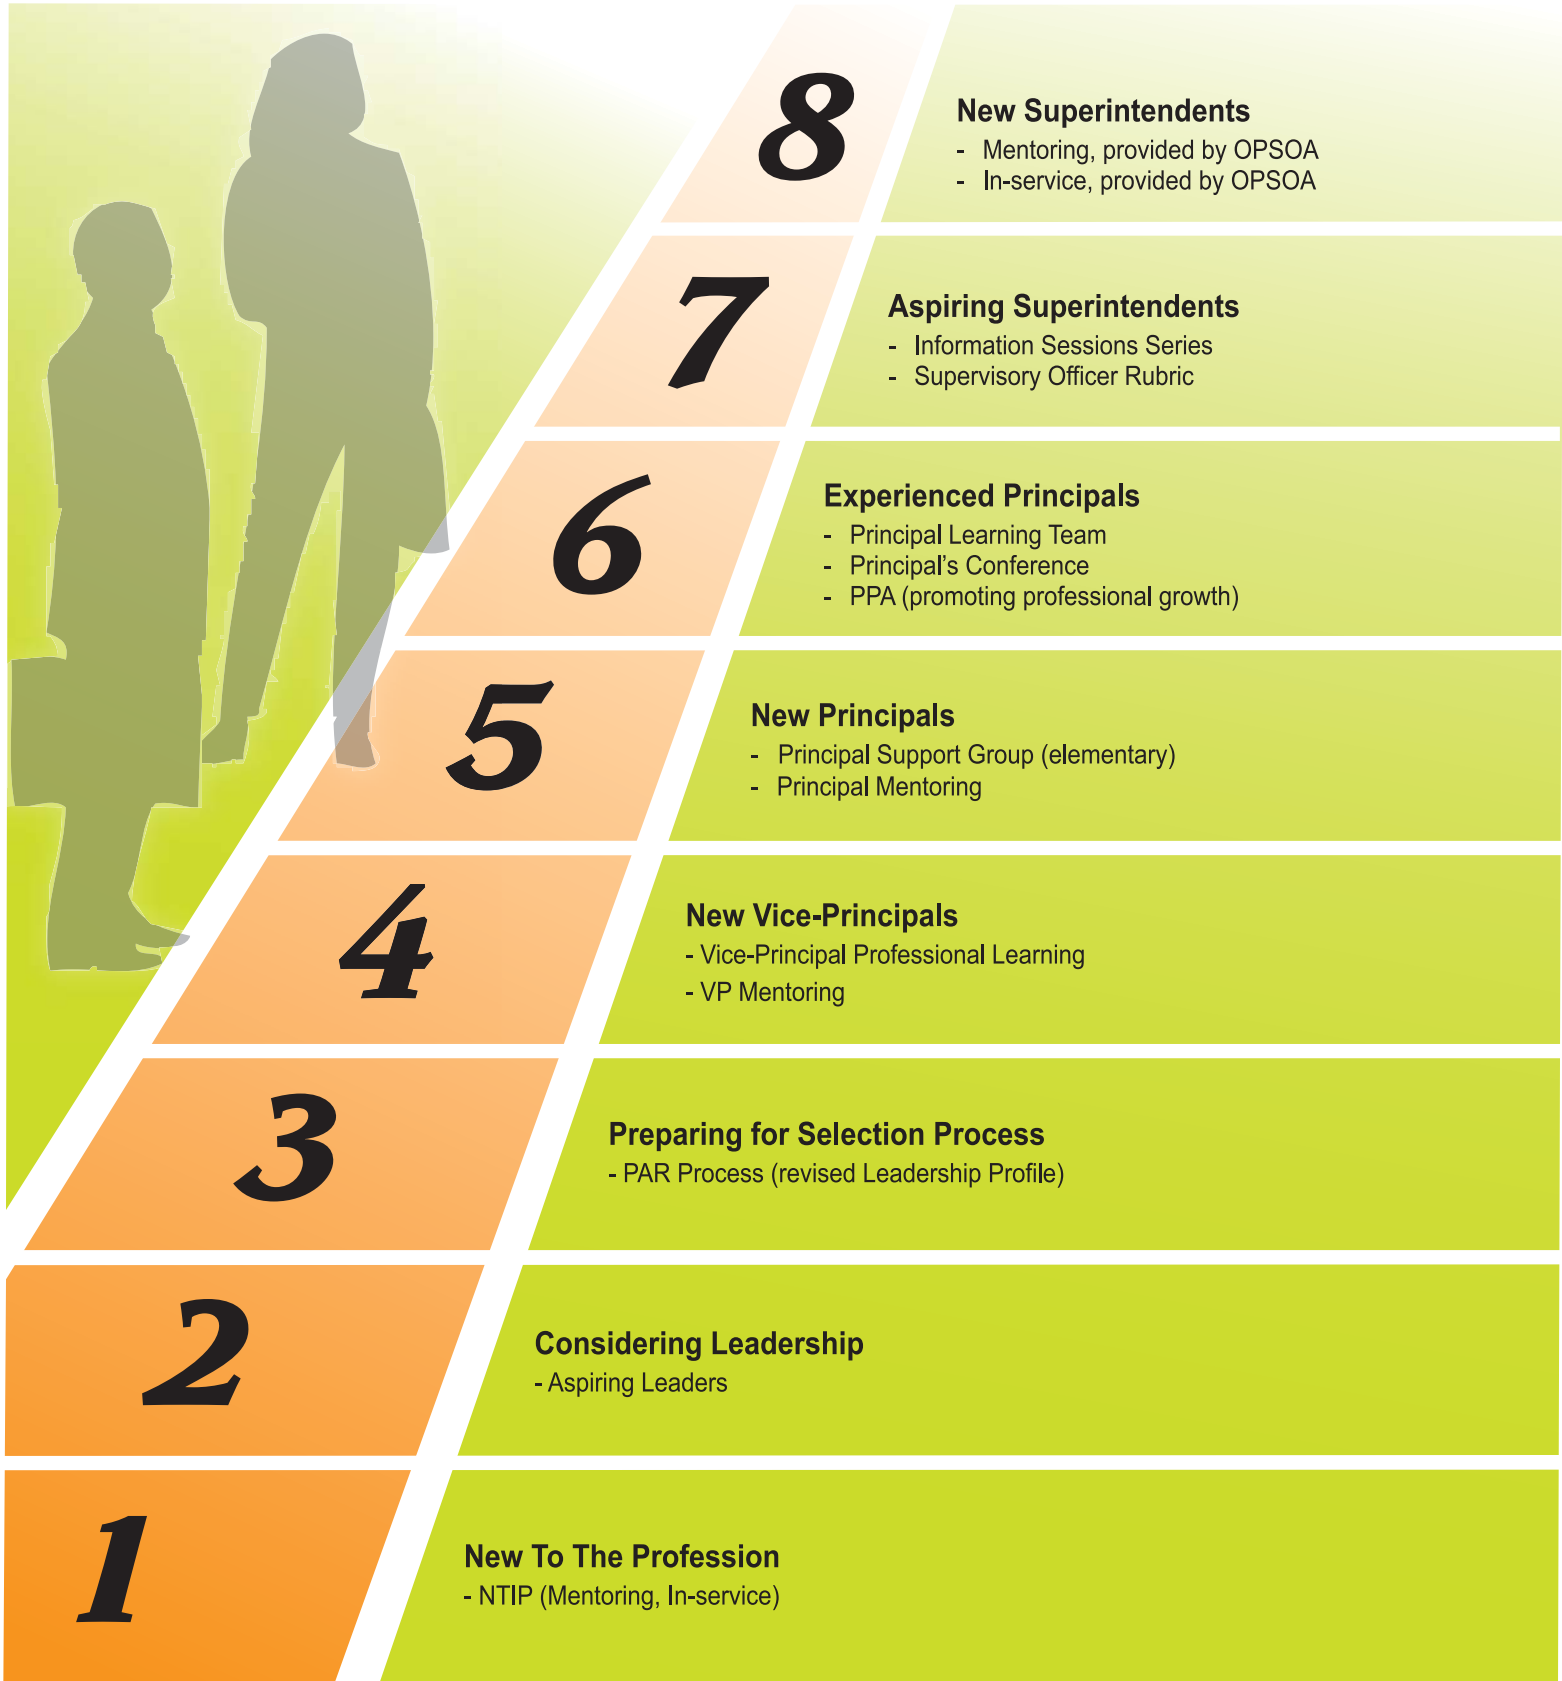 8
New Superintendents
- Mentoring, provided by OPSOA
- In-service, provided by OPSOA
7
Aspiring Superintendents
- Information Sessions Series
- Supervisory Officer Rubric
6
Experienced Principals
- Principal Learning Team
- Principal’s Conference
- PPA (promoting professional growth)
5
New Principals
- Principal Support Group (elementary)
- Principal Mentoring
4
New Vice-Principals
- Vice-Principal Professional Learning
- VP Mentoring
3
Preparing for Selection Process
- PAR Process (revised Leadership Profile)
2
Considering Leadership
- Aspiring Leaders
1
New To The Profession
- NTIP (Mentoring, In-service)